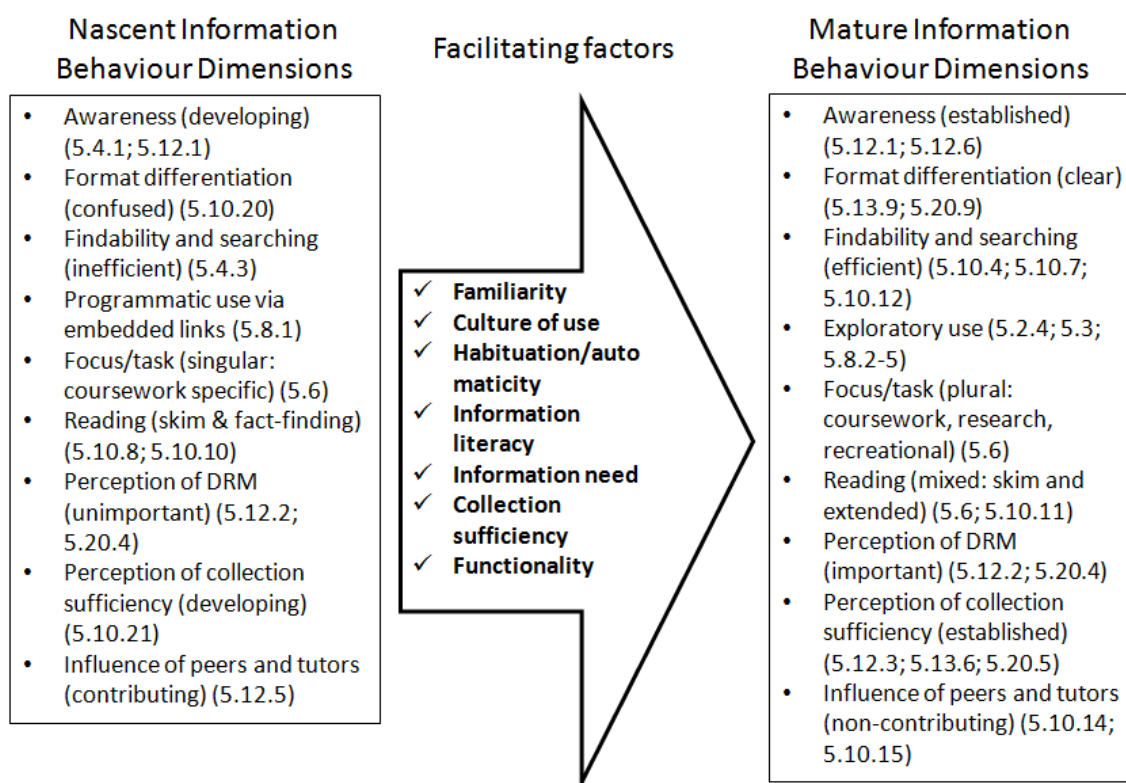 Nascent Information
Behaviour Dimensions
• Awareness (developing)
(5.4.1; 5.12.1)
• Format differentiation
(confused) (5.10.20)
• Findability and searching
(inefficient) (5.4.3)
• Programmatic use via
embedded links (5.8.1)
• Focus/task (singular:
coursework specific) (5.6)
• Reading (skim & fact-finding)
(5.10.8; 5.10.10)
• Perception of DRM
(unimportant) (5.12.2;
5.20.4)
• Perception of collection
sufficiency (developing)
(5.10.21)
• Influence of peers and tutors
(contributing) (5.12.5)
Facilitating factors
✓ Familiarity
✓ Culture of use
✓ Habituation/auto
maticity
✓ Information
literacy
✓ Information need
✓ Collection
sufficiency
✓ Functionality
Mature Information
Behaviour Dimensions
• Awareness (established)
(5.12.1; 5.12.6)
• Format differentiation (clear)
(5.13.9; 5.20.9)
• Findability and searching
(efficient) (5.10.4; 5.10.7;
5.10.12)
• Exploratory use (5.2.4; 5.3;
5.8.2-5)
• Focus/task (plural:
coursework, research,
recreational) (5.6)
• Reading (mixed: skim and
extended) (5.6; 5.10.11)
• Perception of DRM
(important) (5.12.2; 5.20.4)
• Perception of collection
sufficiency (established)
(5.12.3; 5.13.6; 5.20.5)
• Influence of peers and tutors
(non-contributing) (5.10.14;
5.10.15)